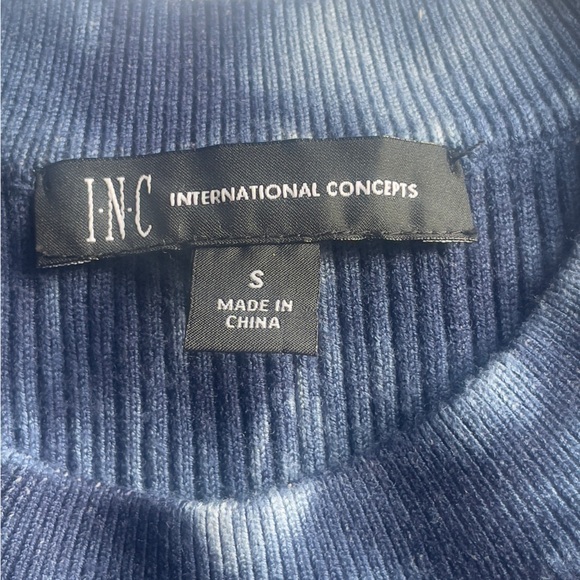 I·N·C INTERNATIONAL CONCEPTS
S
MADE IN
CHINA